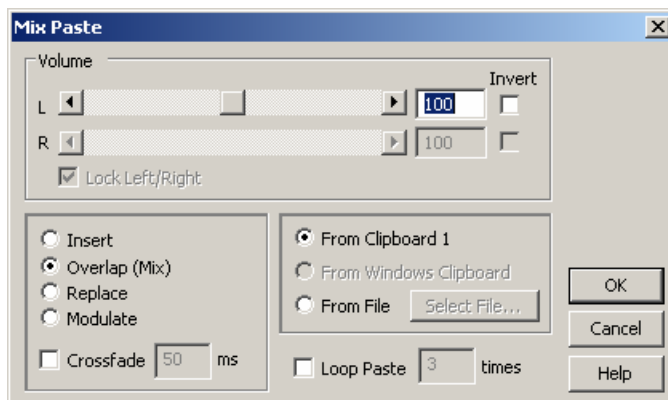 Mix Paste
Volume
Invert
L 100
R 100
Lock Left/Right
Insert
Overlap (Mix)
Replace
Modulate
Crossfade 50 ms
From Clipboard 1
From Windows Clipboard
From File Select File...
Loop Paste 3 times
OK
Cancel
Help